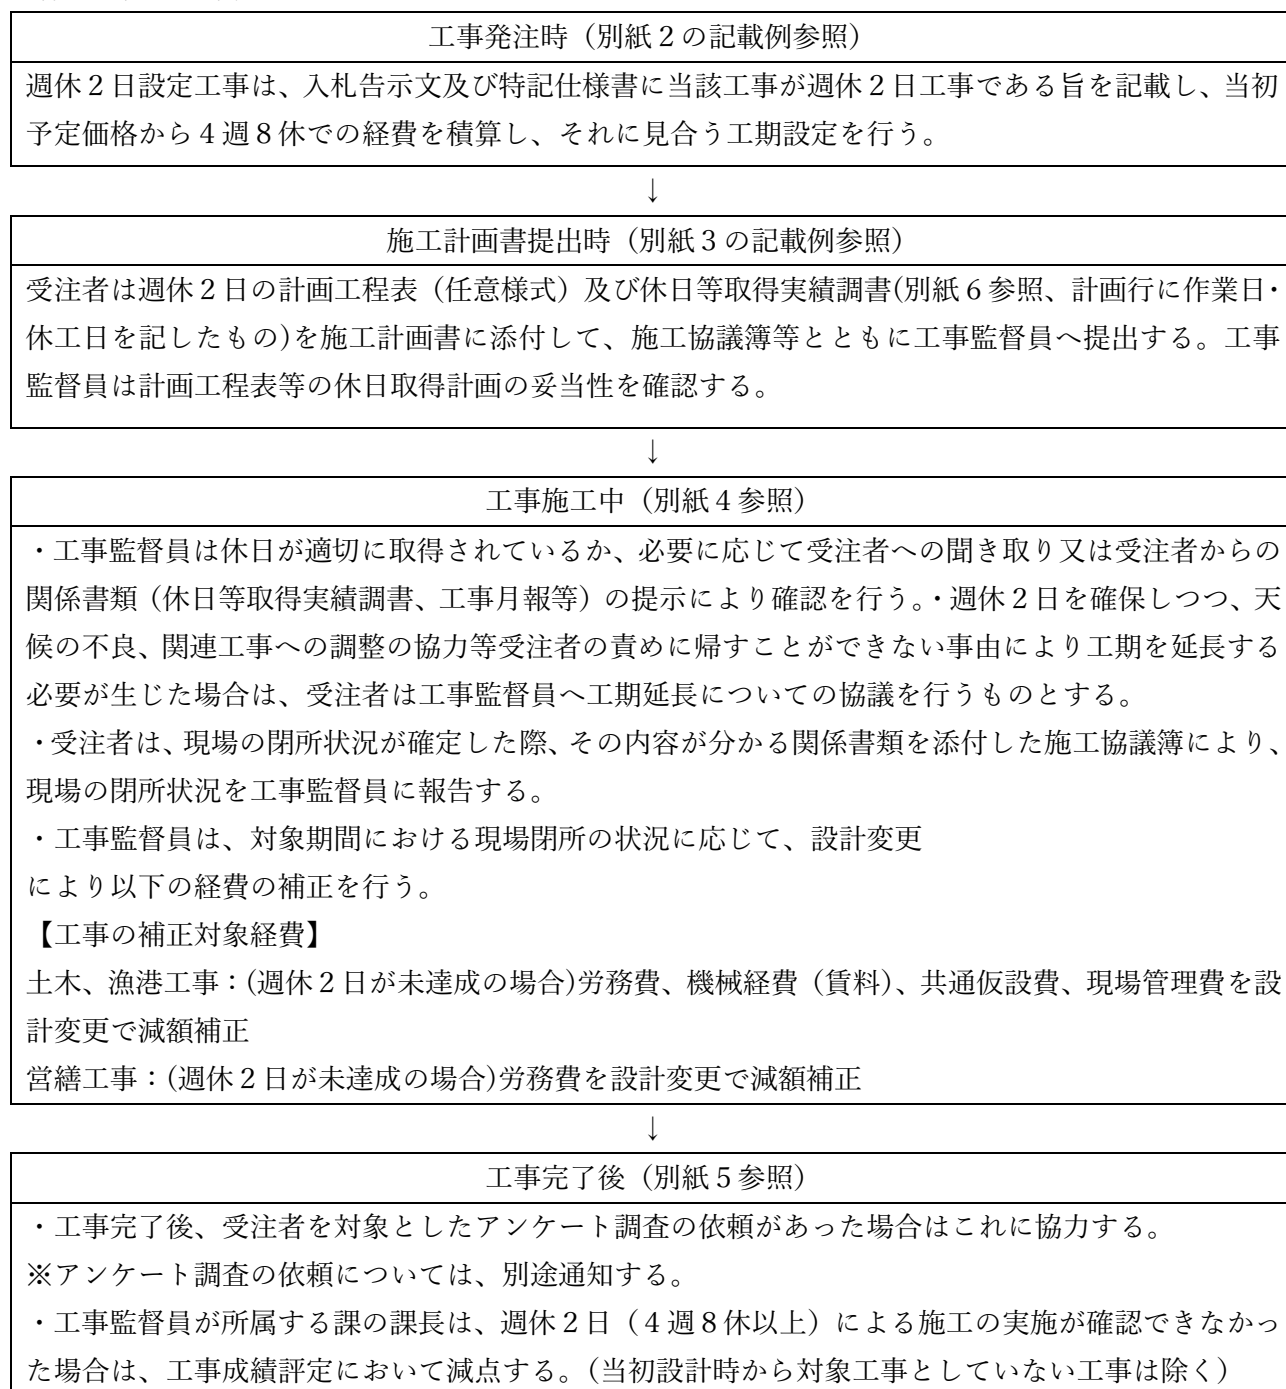 工事発注時（別紙２の記載例参照）
週休２日設定工事は、入札告示文及び特記仕様書に当該工事が週休２日工事である旨を記載し、当初
予定価格から４週８休での経費を積算し、それに見合う工期設定を行う。
↓
施工計画書提出時（別紙３の記載例参照）
受注者は週休２日の計画工程表（任意様式）及び休日等取得実績調書(別紙６参照、計画行に作業日・
休工日を記したもの)を施工計画書に添付して、施工協議簿等とともに工事監督員へ提出する。工事
監督員は計画工程表等の休日取得計画の妥当性を確認する。
↓
工事施工中（別紙４参照）
・工事監督員は休日が適切に取得されているか、必要に応じて受注者への聞き取り又は受注者からの
関係書類（休日等取得実績調書、工事月報等）の提示により確認を行う。・週休２日を確保しつつ、天
候の不良、関連工事への調整の協力等受注者の責めに帰すことができない事由により工期を延長する
必要が生じた場合は、受注者は工事監督員へ工期延長についての協議を行うものとする。
・受注者は、現場の閉所状況が確定した際、その内容が分かる関係書類を添付した施工協議簿により、
現場の閉所状況を工事監督員に報告する。
・工事監督員は、対象期間における現場閉所の状況に応じて、設計変更
により以下の経費の補正を行う。
【工事の補正対象経費】
土木、漁港工事：(週休２日が未達成の場合)労務費、機械経費（賃料）、共通仮設費、現場管理費を設
計変更で減額補正
営繕工事：(週休２日が未達成の場合)労務費を設計変更で減額補正
↓
工事完了後（別紙５参照）
・工事完了後、受注者を対象としたアンケート調査の依頼があった場合はこれに協力する。
※アンケート調査の依頼については、別途通知する。
・工事監督員が所属する課の課長は、週休２日（４週８休以上）による施工の実施が確認できなかっ
た場合は、工事成績評定において減点する。(当初設計時から対象工事としていない工事は除く）